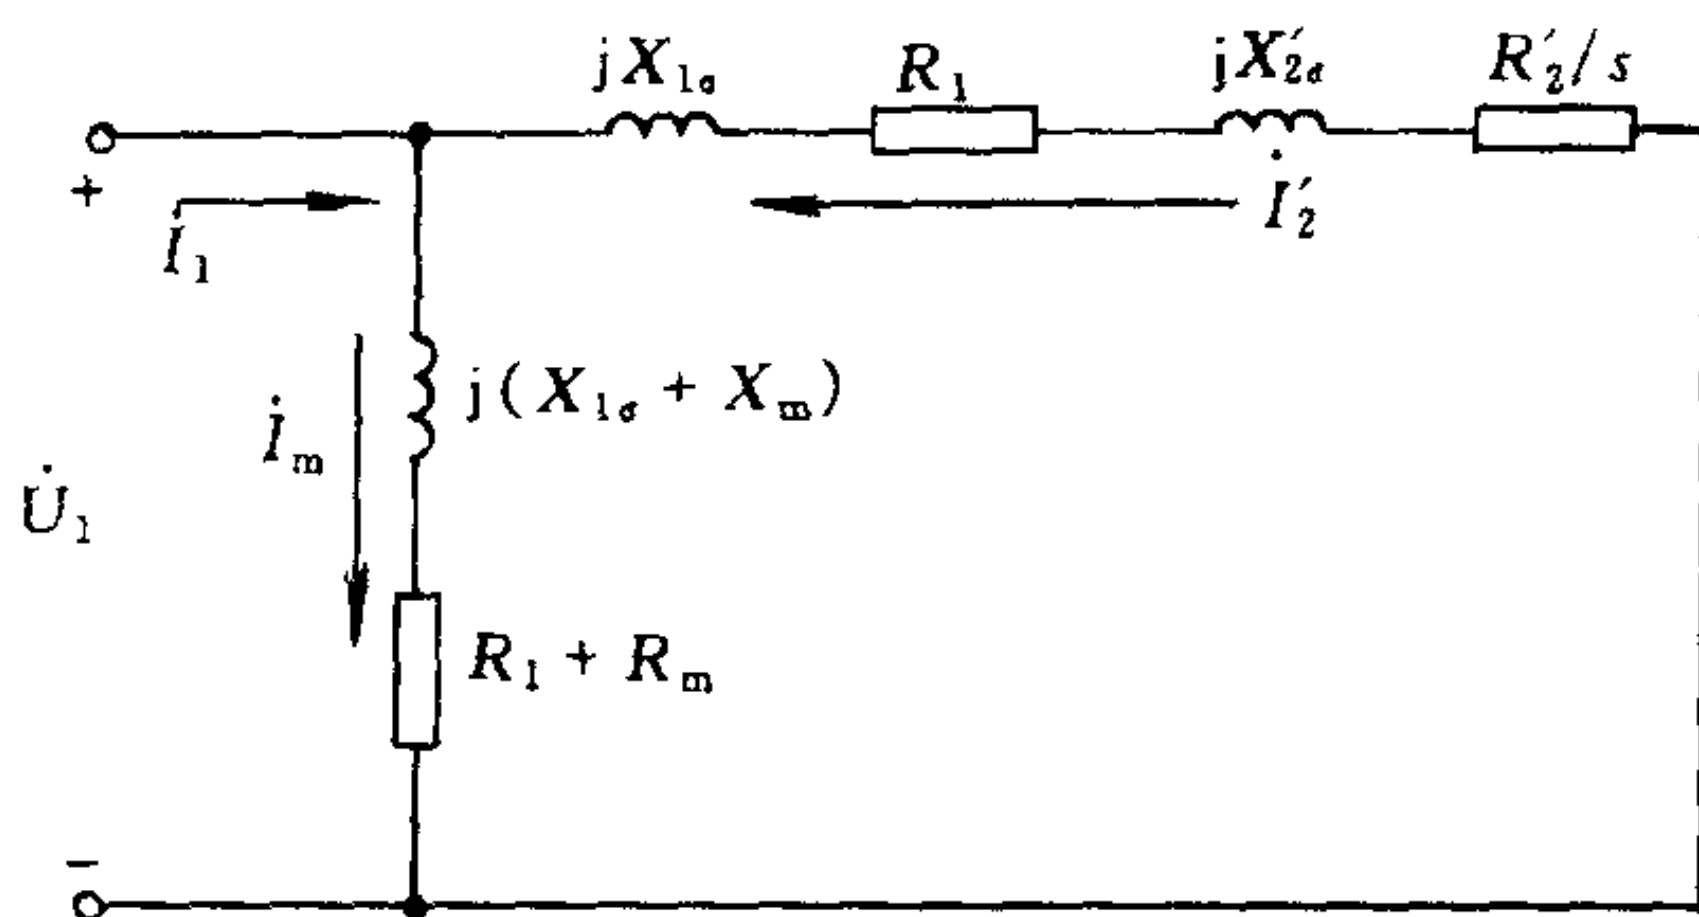 jX₁σ R₁ jX′₂σ R′₂/s
+
İ₁ İ′₂
j(X₁σ + Xₘ)
İₘ
U̇₁
R₁ + Rₘ
−